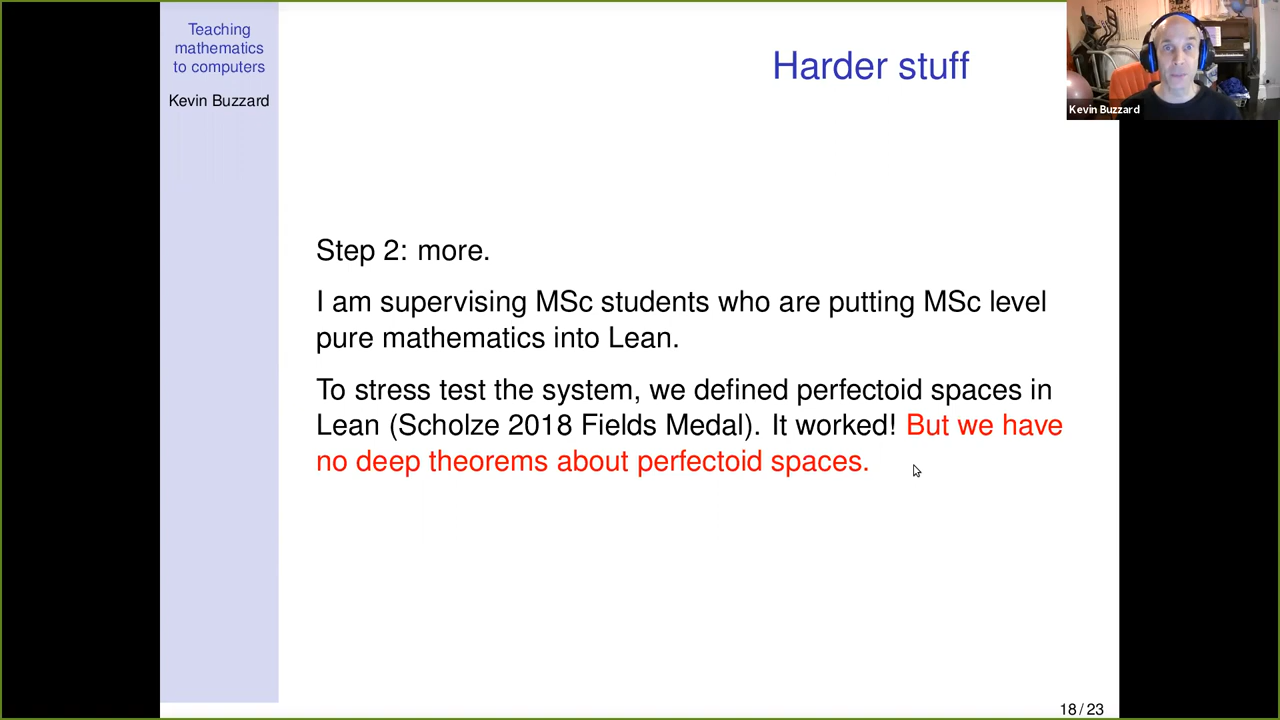 Teaching
mathematics
to computers
Kevin Buzzard
Harder stuff
Kevin Buzzard
Step 2: more.
I am supervising MSc students who are putting MSc level
pure mathematics into Lean.
To stress test the system, we defined perfectoid spaces in
Lean (Scholze 2018 Fields Medal). It worked! But we have
no deep theorems about perfectoid spaces.
18 / 23